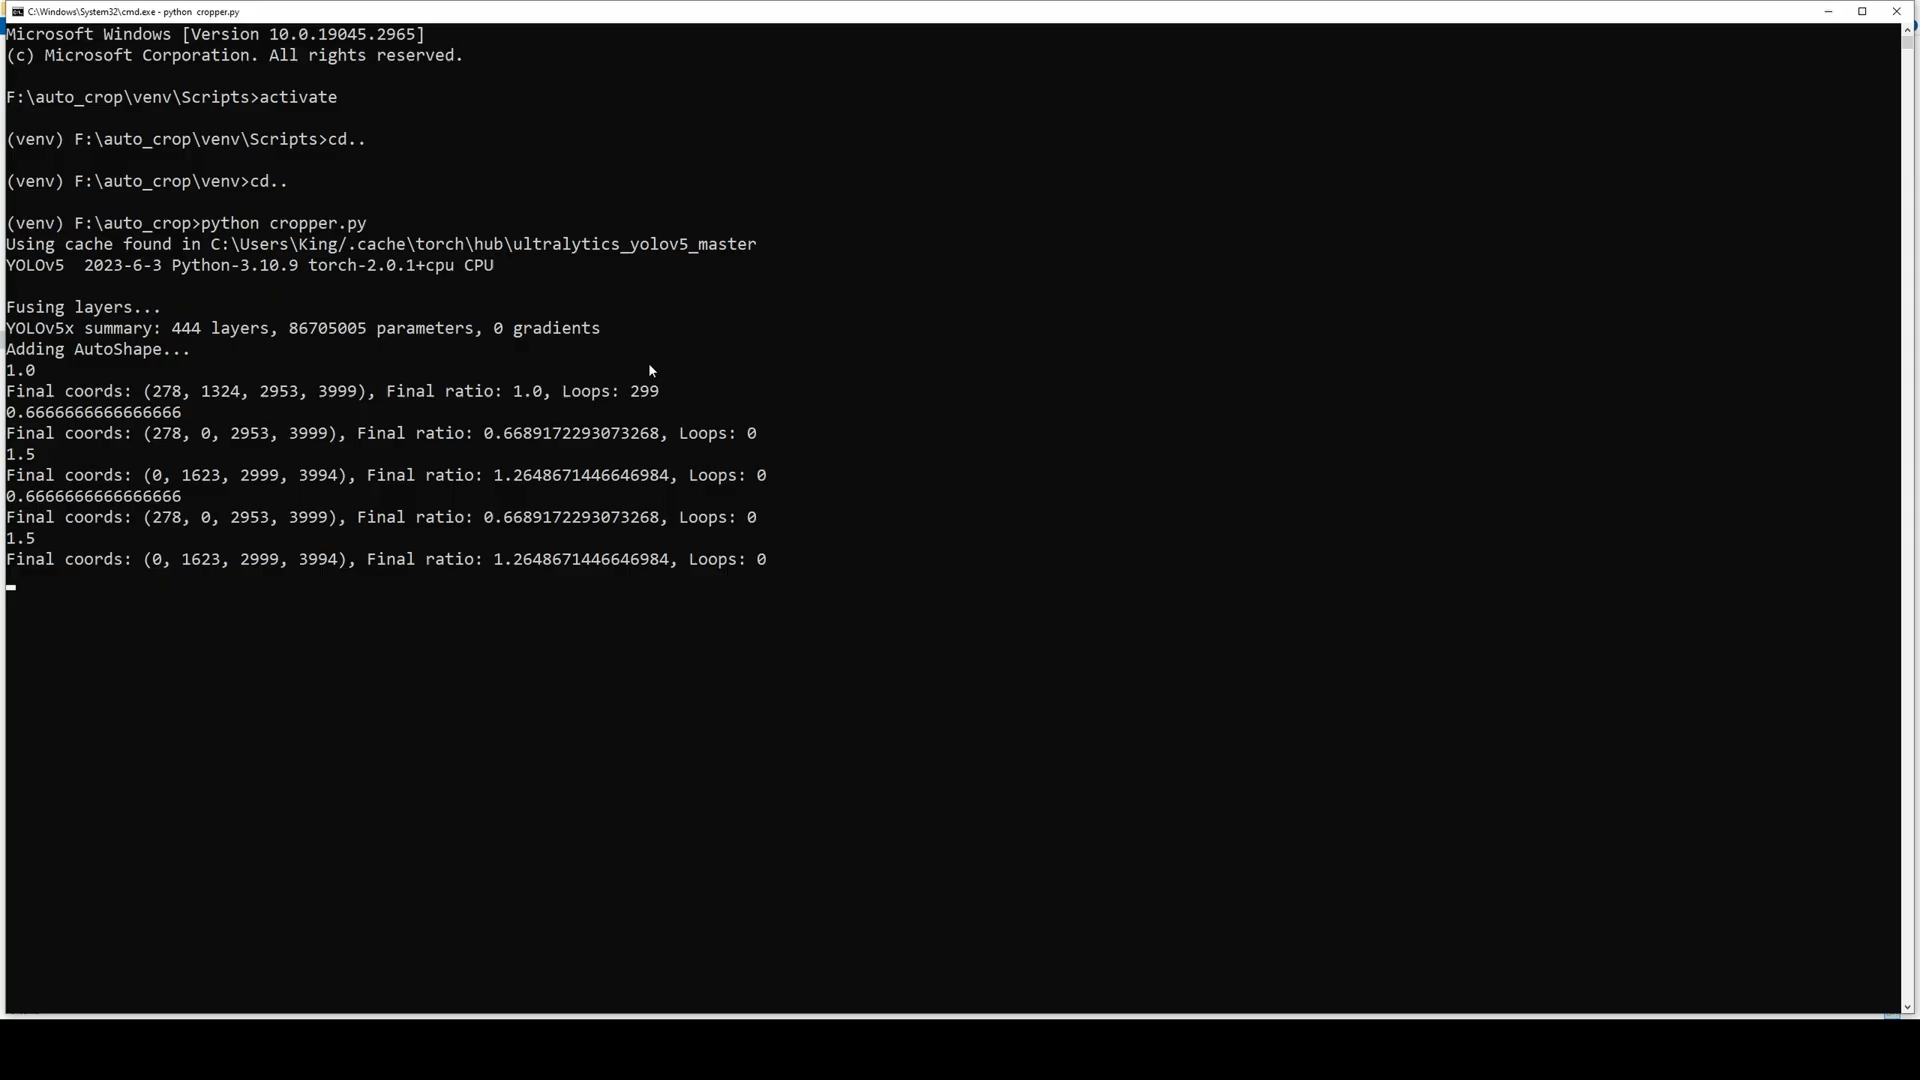 C:\Windows\System32\cmd.exe - python  cropper.py
Microsoft Windows [Version 10.0.19045.2965]
(c) Microsoft Corporation. All rights reserved.
F:\auto_crop\venv\Scripts>activate
(venv) F:\auto_crop\venv\Scripts>cd..
(venv) F:\auto_crop\venv>cd..
(venv) F:\auto_crop>python cropper.py
Using cache found in C:\Users\King/.cache\torch\hub\ultralytics_yolov5_master
YOLOv5  2023-6-3 Python-3.10.9 torch-2.0.1+cpu CPU
Fusing layers...
YOLOv5x summary: 444 layers, 86705005 parameters, 0 gradients
Adding AutoShape...
1.0
Final coords: (278, 1324, 2953, 3999), Final ratio: 1.0, Loops: 299
0.6666666666666666
Final coords: (278, 0, 2953, 3999), Final ratio: 0.6689172293073268, Loops: 0
1.5
Final coords: (0, 1623, 2999, 3994), Final ratio: 1.2648671446646984, Loops: 0
0.6666666666666666
Final coords: (278, 0, 2953, 3999), Final ratio: 0.6689172293073268, Loops: 0
1.5
Final coords: (0, 1623, 2999, 3994), Final ratio: 1.2648671446646984, Loops: 0